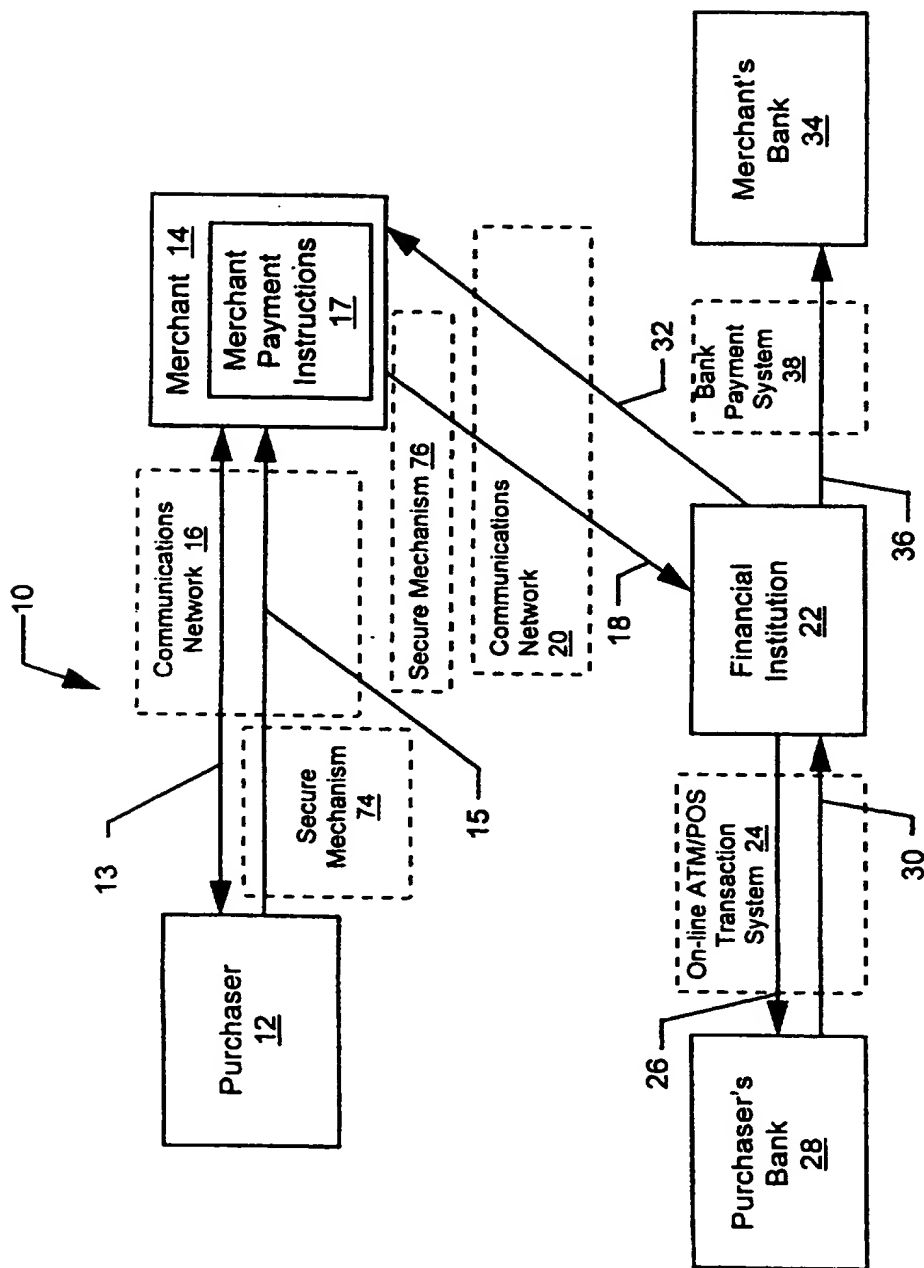 10
13
Purchaser
12
Secure
Mechanism
74
15
Communications
Network 16
Merchant 14
Merchant
Payment
Instructions
17
Secure Mechanism 76
Communications
Network
20
18
32
Purchaser's
Bank
28
26
On-line ATM/POS
Transaction
System 24
30
Financial
Institution
22
36
Bank
Payment
System
38
Merchant's
Bank
34